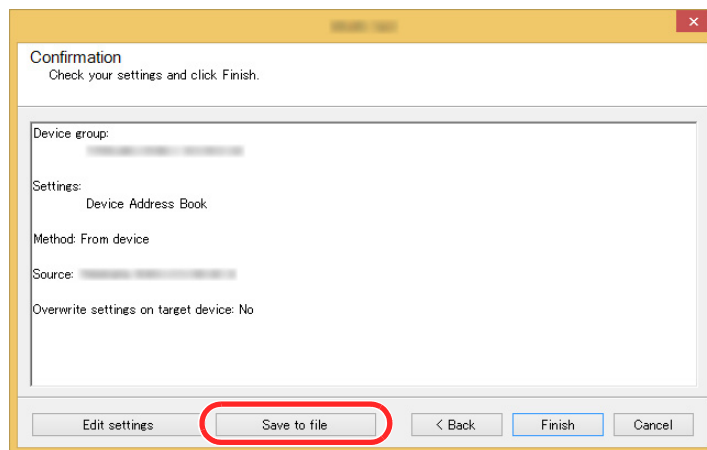 Confirmation
Check your settings and click Finish.
Device group:
Settings:
Device Address Book
Method: From device
Source:
Overwrite settings on target device: No
Edit settings
Save to file
< Back
Finish
Cancel